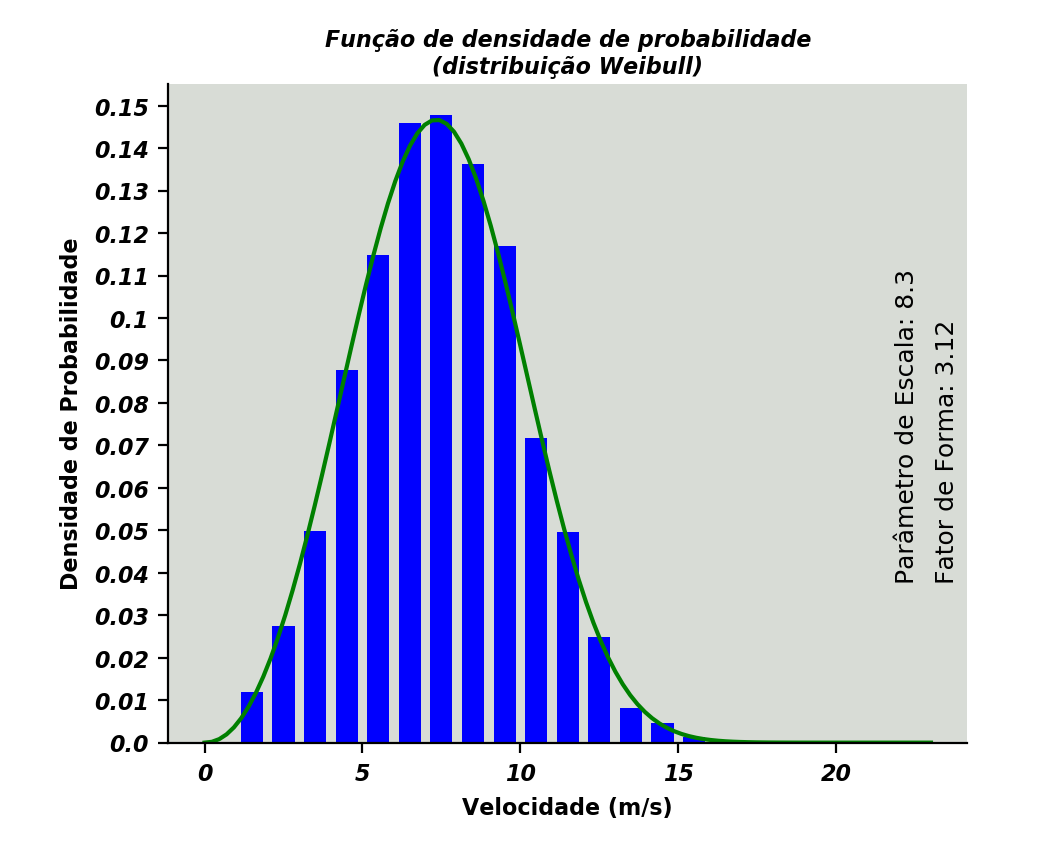 Função de densidade de probabilidade
(distribuição Weibull)
Densidade de Probabilidade
0.15
0.14
0.13
0.12
0.11
0.1
0.09
0.08
0.07
0.06
0.05
0.04
0.03
0.02
0.01
0.0
Parâmetro de Escala: 8.3
Fator de Forma: 3.12
0 5 10 15 20
Velocidade (m/s)